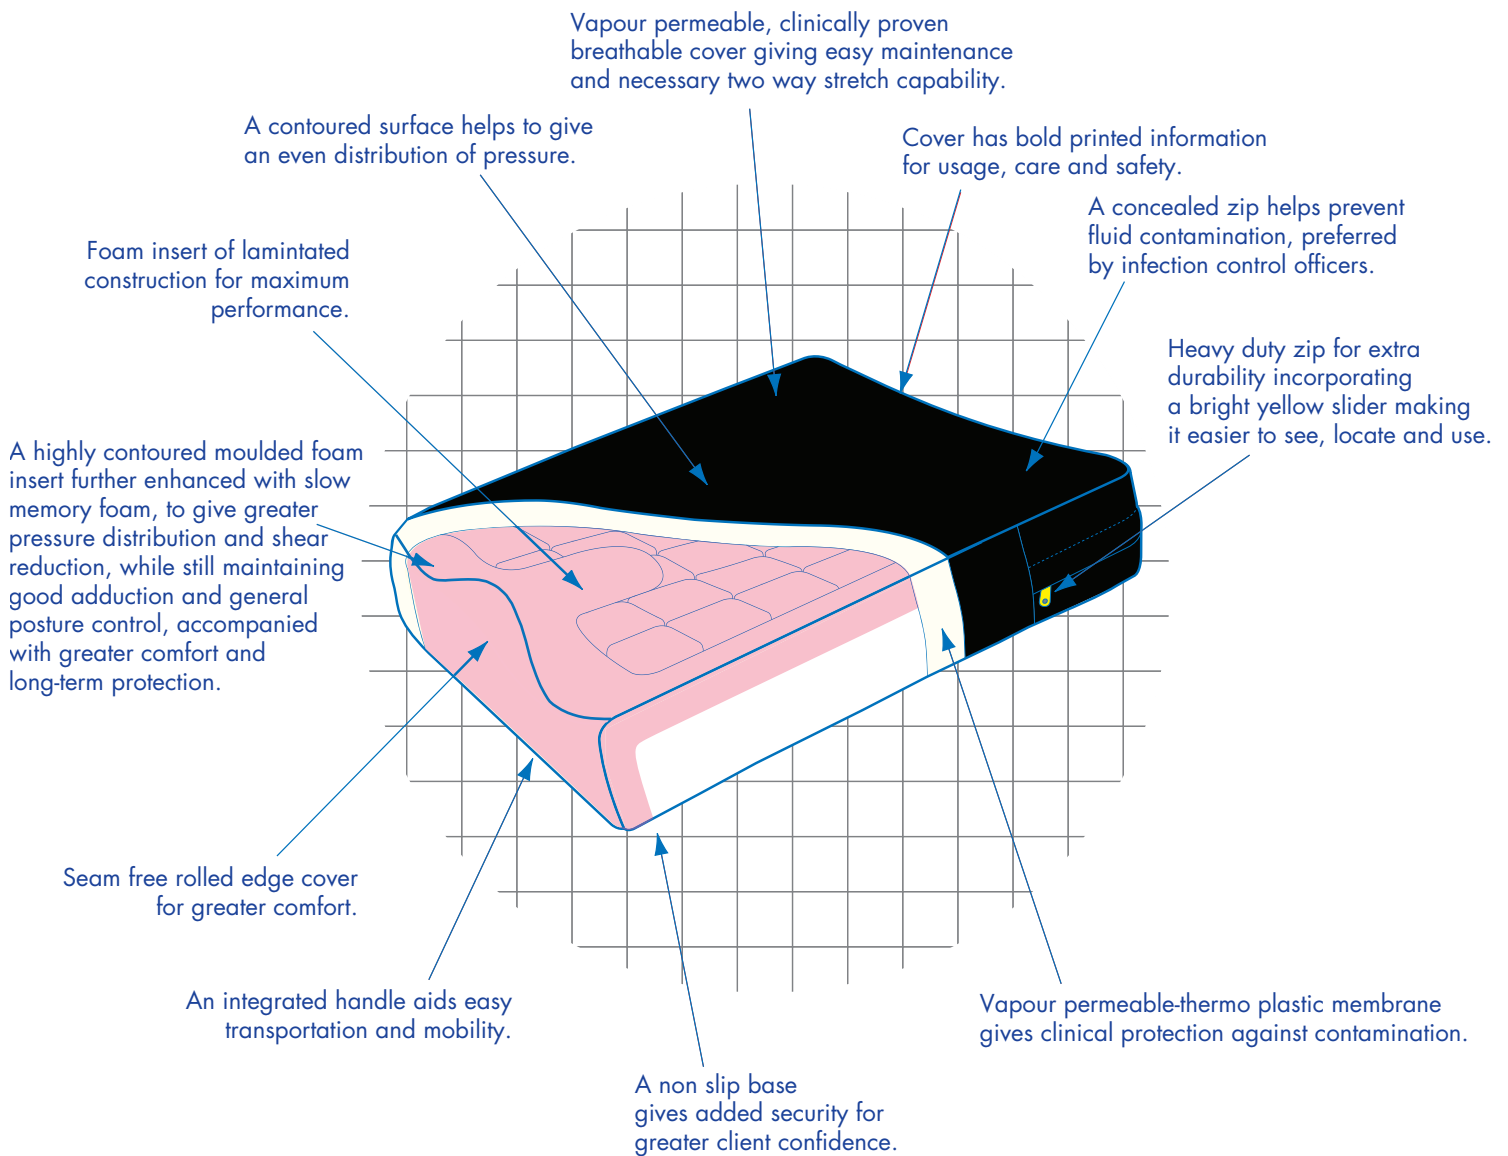 Vapour permeable, clinically proven
breathable cover giving easy maintenance
and necessary two way stretch capability.
A contoured surface helps to give
an even distribution of pressure.
Cover has bold printed information
for usage, care and safety.
A concealed zip helps prevent
fluid contamination, preferred
by infection control officers.
Foam insert of lamintated
construction for maximum
performance.
Heavy duty zip for extra
durability incorporating
a bright yellow slider making
it easier to see, locate and use.
A highly contoured moulded foam
insert further enhanced with slow
memory foam, to give greater
pressure distribution and shear
reduction, while still maintaining
good adduction and general
posture control, accompanied
with greater comfort and
long-term protection.
Seam free rolled edge cover
for greater comfort.
An integrated handle aids easy
transportation and mobility.
Vapour permeable-thermo plastic membrane
gives clinical protection against contamination.
A non slip base
gives added security for
greater client confidence.